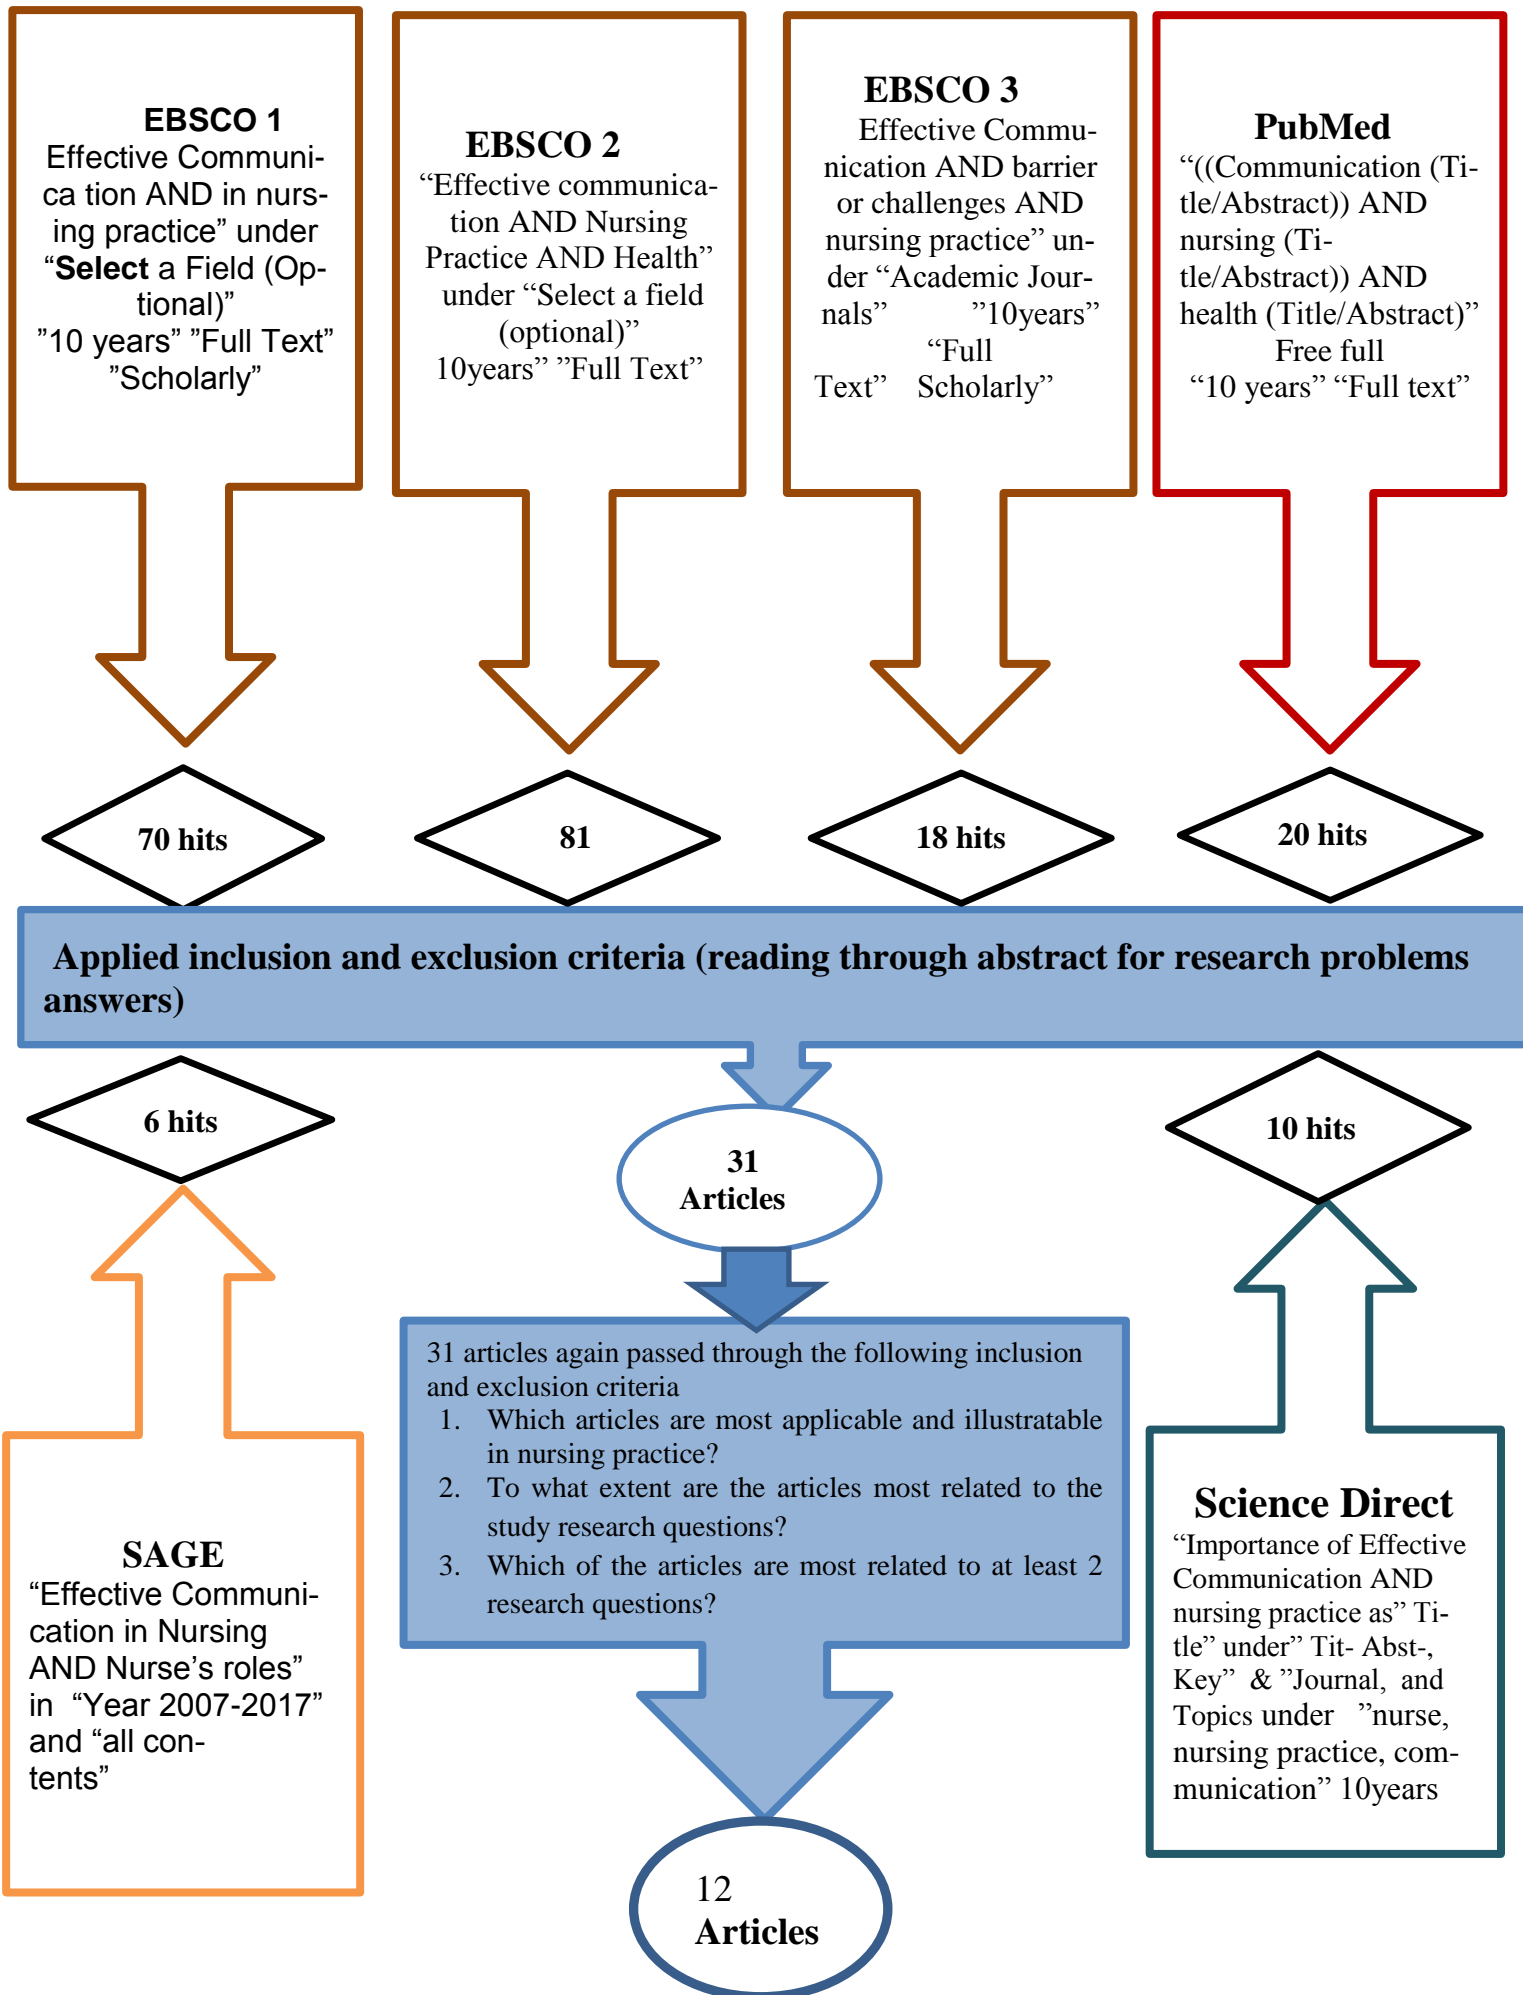 EBSCO 1
Effective Communi-
ca tion AND in nurs-
ing practice” under
“Select a Field (Op-
tional)”
”10 years” ”Full Text”
”Scholarly”
EBSCO 2
“Effective communica-
tion AND Nursing
Practice AND Health”
under “Select a field
(optional)”
10years” ”Full Text”
EBSCO 3
Effective Commu-
nication AND barrier
or challenges AND
nursing practice” un-
der “Academic Jour-
nals” ”10years”
“Full
Text” Scholarly”
PubMed
“((Communication (Ti-
tle/Abstract)) AND
nursing (Ti-
tle/Abstract)) AND
health (Title/Abstract)”
Free full
“10 years” “Full text”
70 hits
81
18 hits
20 hits
Applied inclusion and exclusion criteria (reading through abstract for research problems
answers)
6 hits
31
Articles
10 hits
31 articles again passed through the following inclusion
and exclusion criteria
1. Which articles are most applicable and illustratable
in nursing practice?
2. To what extent are the articles most related to the
study research questions?
3. Which of the articles are most related to at least 2
research questions?
SAGE
“Effective Communi-
cation in Nursing
AND Nurse’s roles”
in “Year 2007-2017”
and “all con-
tents”
Science Direct
“Importance of Effective
Communication AND
nursing practice as” Ti-
tle” under” Tit- Abst-,
Key” & ”Journal, and
Topics under ”nurse,
nursing practice, com-
munication” 10years
12
Articles